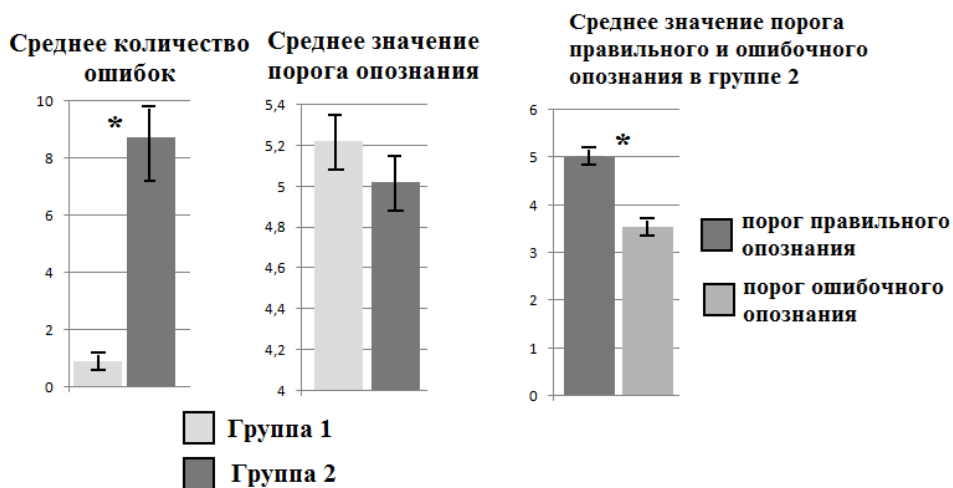 Среднее количество
ошибок
10
8
6
4
2
0
*
Среднее значение
порога опознания
5,4
5,2
5
4,8
4,6
4,4
4,2
4
Среднее значение порога
правильного и ошибочного
опознания в группе 2
6
5
4
3
2
1
0
*
порог правильного
опознания
порог ошибочного
опознания
Группа 1
Группа 2